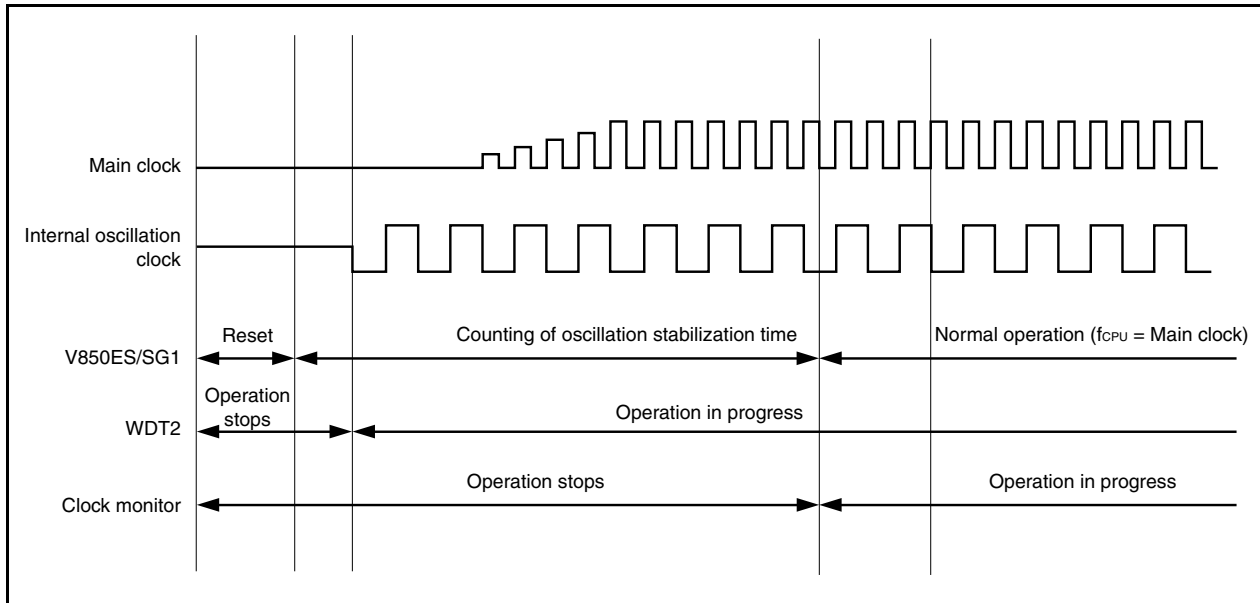 Main clock
Internal oscillation
clock
Reset
Counting of oscillation stabilization time
Normal operation (fCPU = Main clock)
V850ES/SG1
Operation
stops
Operation in progress
WDT2
Operation stops
Operation in progress
Clock monitor